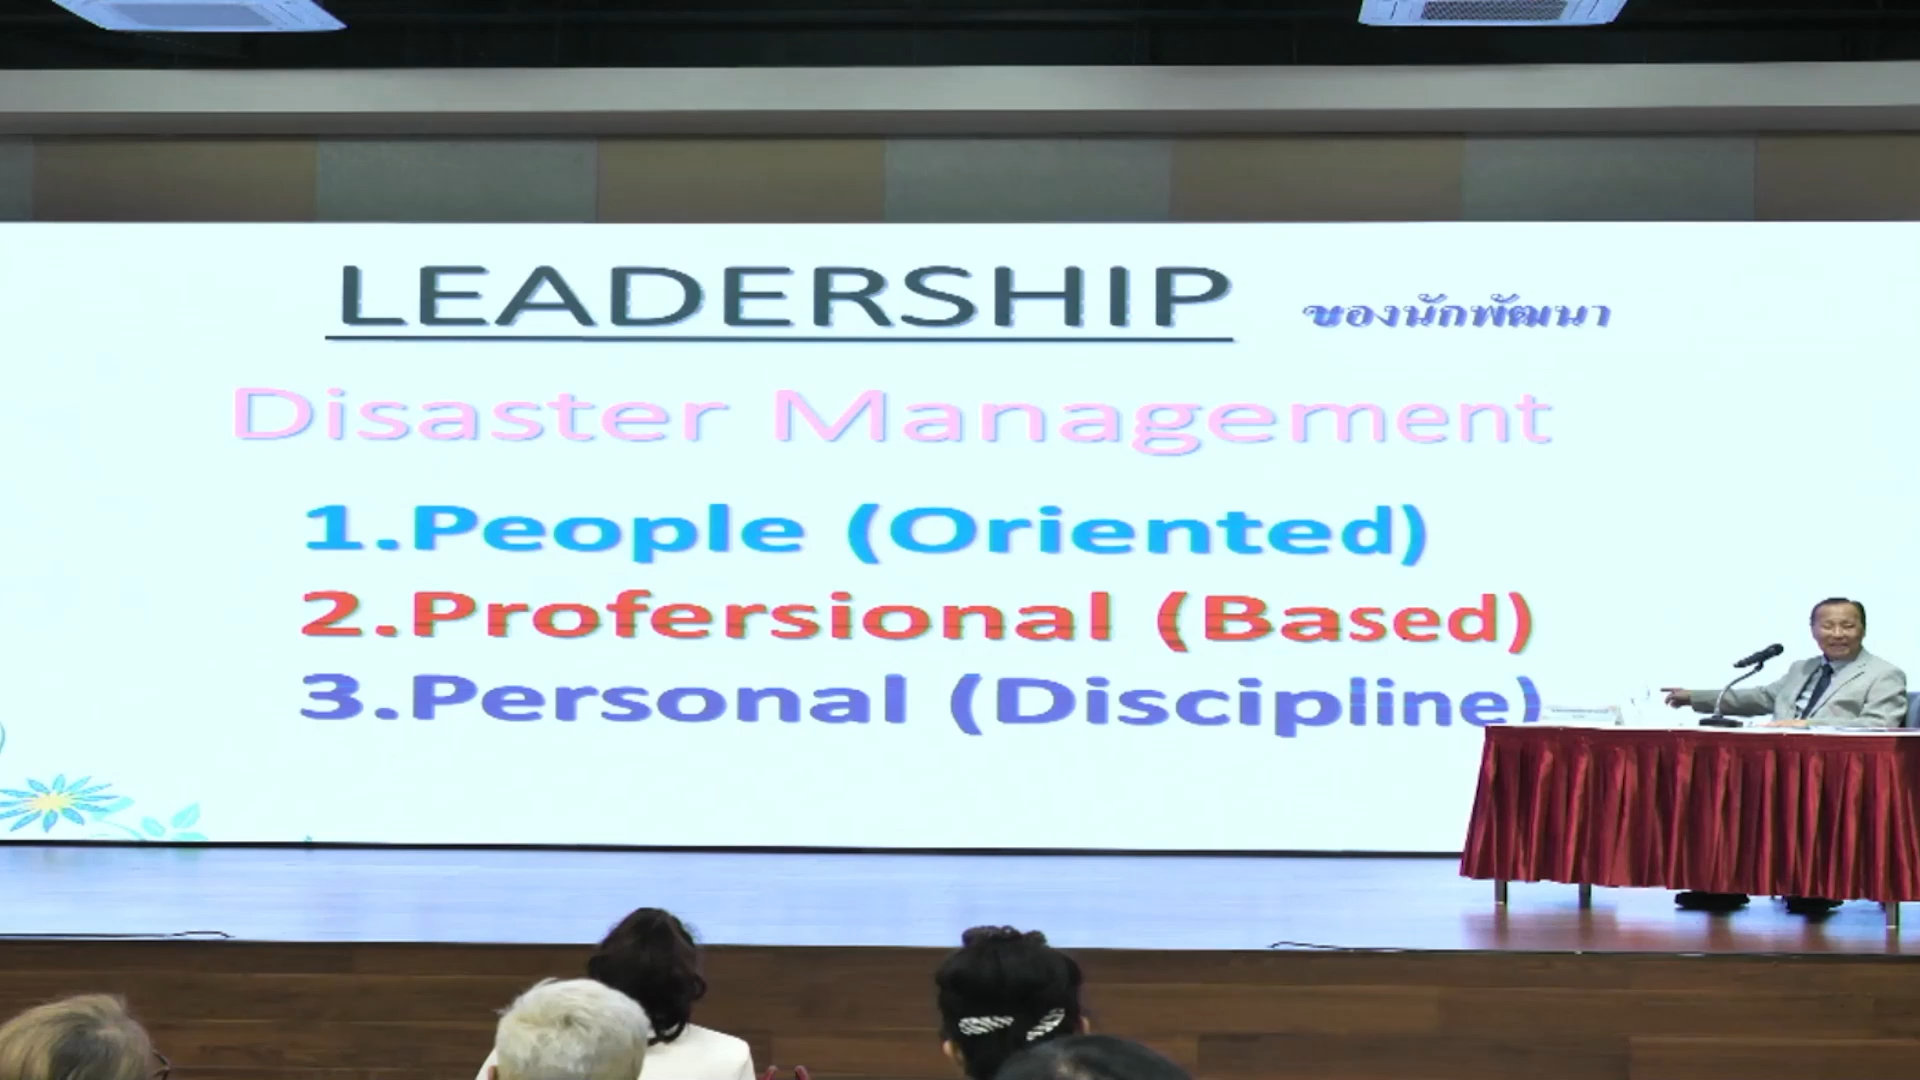 LEADERSHIP ของนักพัฒนา
Disaster Management
1.People (Oriented)
2.Profersional (Based)
3.Personal (Discipline)